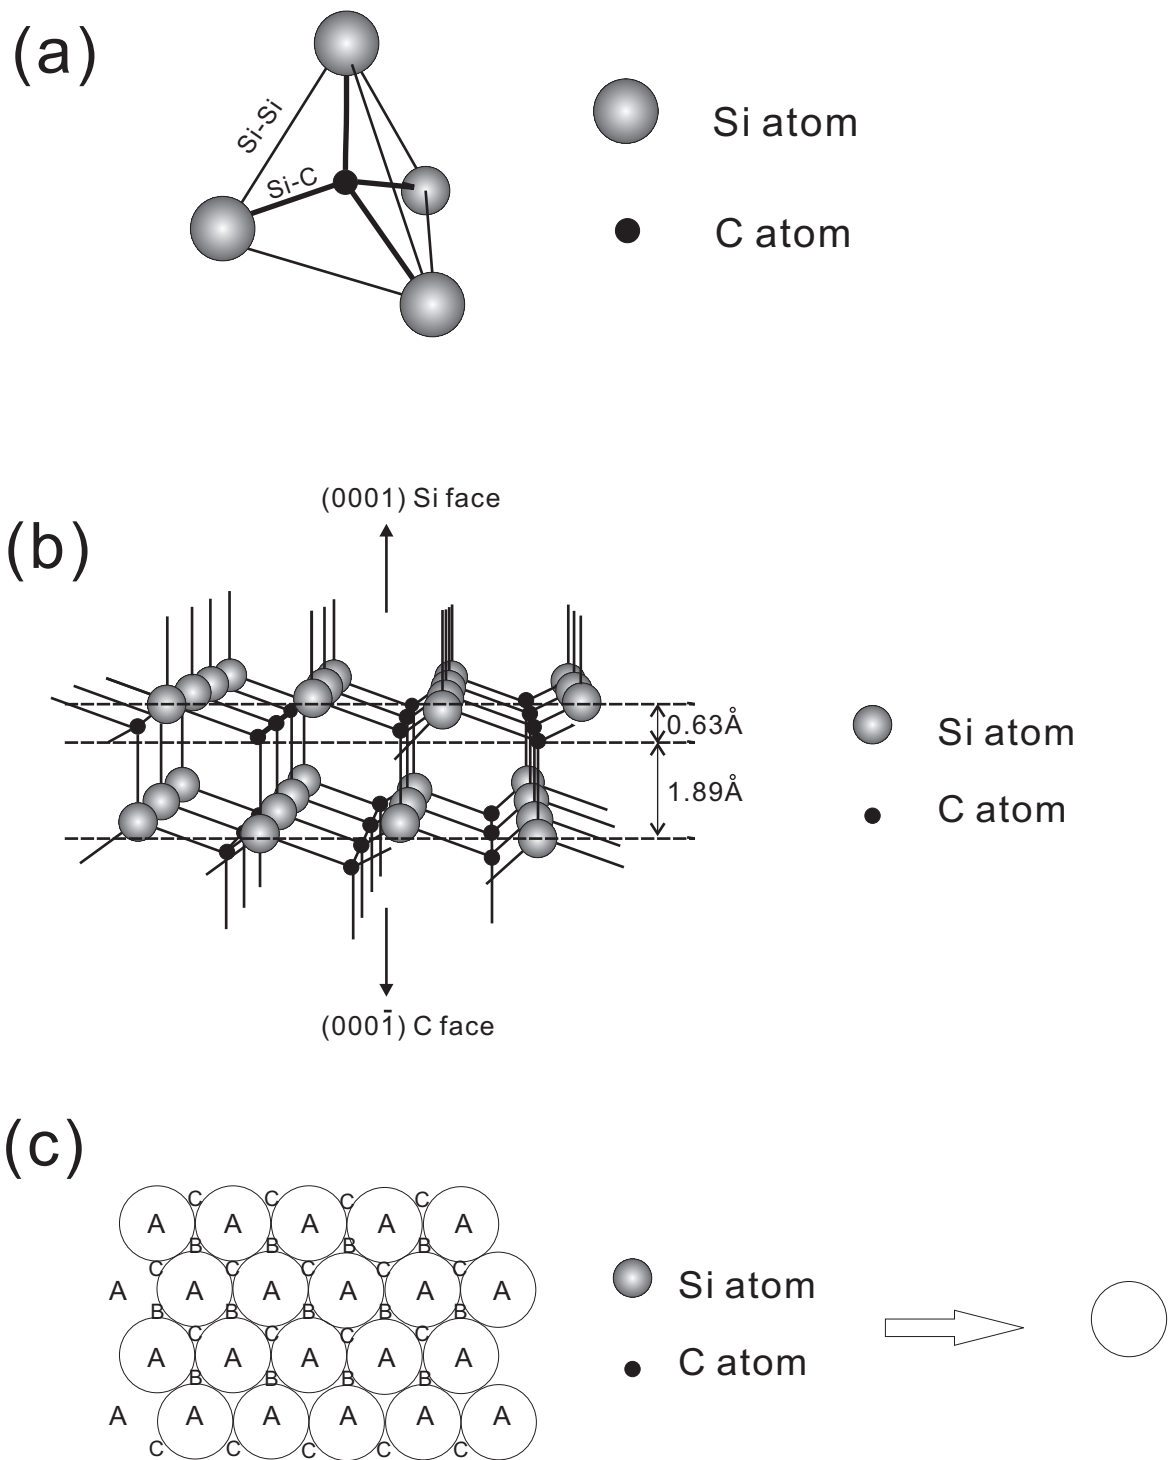 (a)
Si-Si
Si-C
Si atom
C atom
(0001) Si face
(b)
0.63Å
1.89Å
Si atom
C atom
(0001̄) C face
(c)
C C C C
A A A A A
B B B B
C C C C C
A A A A A A
B B B B B
C C C C
A A A A A
B B B B
A A A A A A
C C C C C
Si atom
C atom